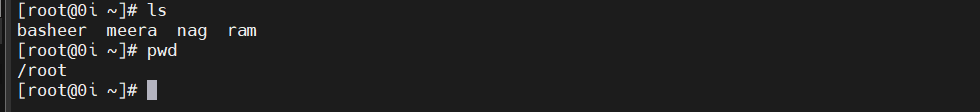 [root@0i ~]# ls
basheer  meera  nag  ram
[root@0i ~]# pwd
/root
[root@0i ~]#